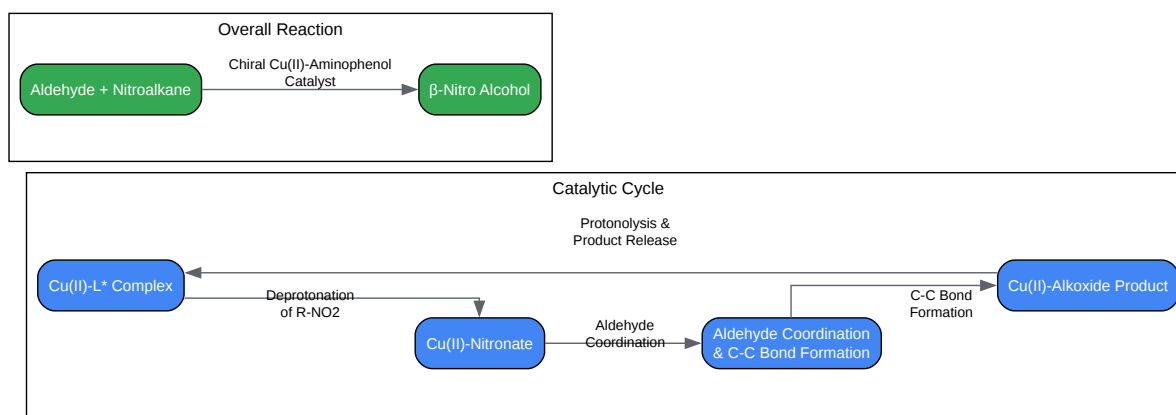 Overall Reaction
Aldehyde + Nitroalkane
Chiral Cu(II)-Aminophenol
Catalyst
β-Nitro Alcohol
Catalytic Cycle
Protonolysis &
Product Release
Cu(II)-L* Complex
Deprotonation
of R-NO2
Cu(II)-Nitronate
Aldehyde
Coordination
Aldehyde Coordination
& C-C Bond Formation
C-C Bond
Formation
Cu(II)-Alkoxide Product